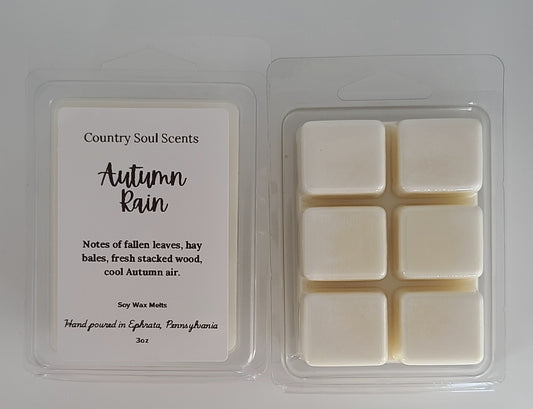 Country Soul Scents
Autumn
Rain
Notes of fallen leaves, hay
bales, fresh stacked wood,
cool Autumn air.
Soy Wax Melts
Hand poured in Ephrata, Pennsylvania
3oz